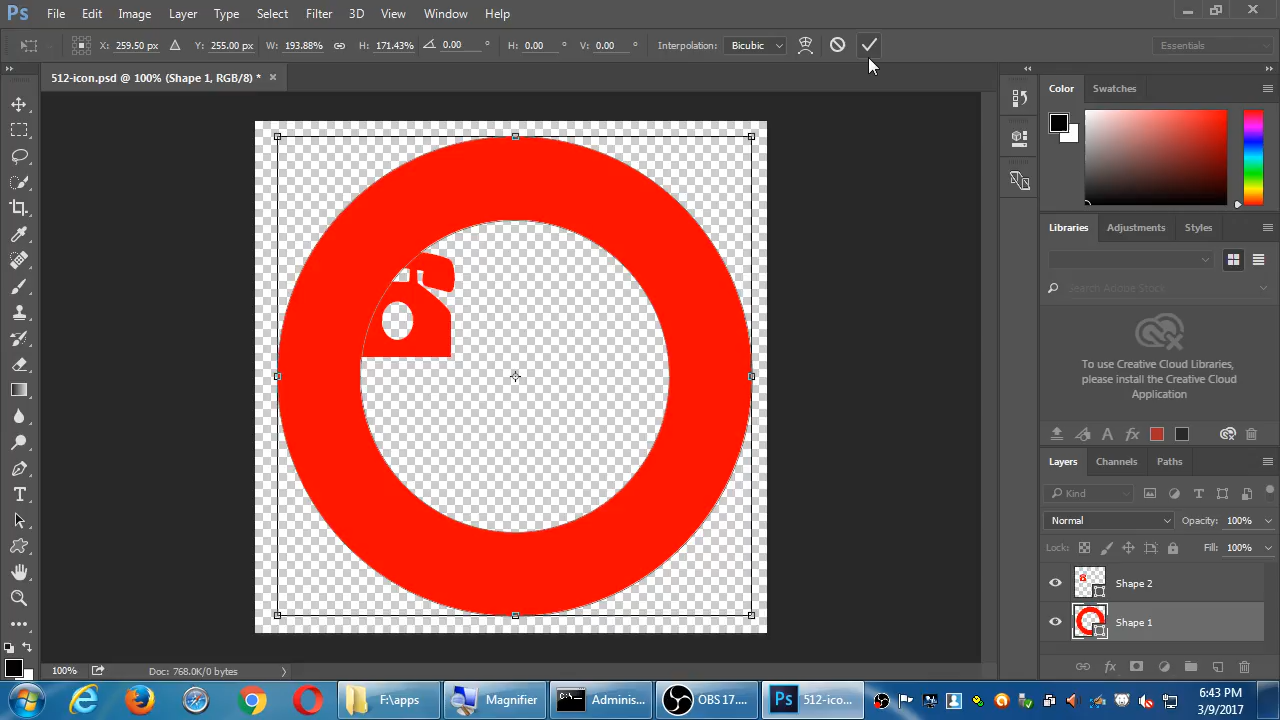 Ps File Edit Image Layer Type Select Filter 3D View Window Help
X: 259.50 px Y: 255.00 px W: 193.88% H: 171.43% 0.00 ° H: 0.00 ° V: 0.00 ° Interpolation: Bicubic Essentials
512-icon.psd @ 100% (Shape 1, RGB/8) * ×
Color Swatches
Libraries Adjustments Styles
Search Adobe Stock
To use Creative Cloud Libraries,
please install the Creative Cloud
Application
Layers Channels Paths
Kind
Normal Opacity: 100%
Lock: Fill: 100%
Shape 2
Shape 1
100% Doc: 768.0K/0 bytes
F:\apps Magnifier Adminis... OBS 17.... Ps 512-ico...
6:43 PM
3/9/2017